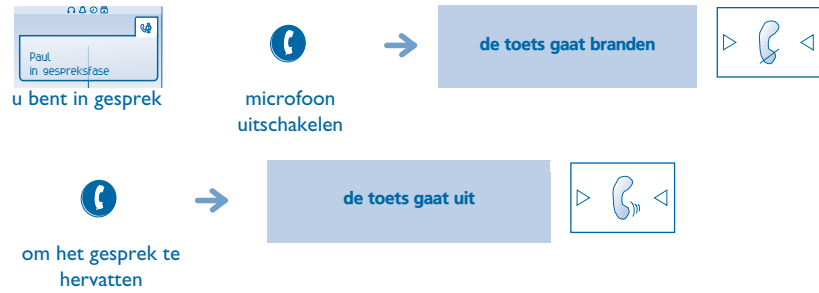 Paul
in gespreksfase
u bent in gesprek
microfoon
uitschakelen
de toets gaat branden
om het gesprek te
hervatten
de toets gaat uit